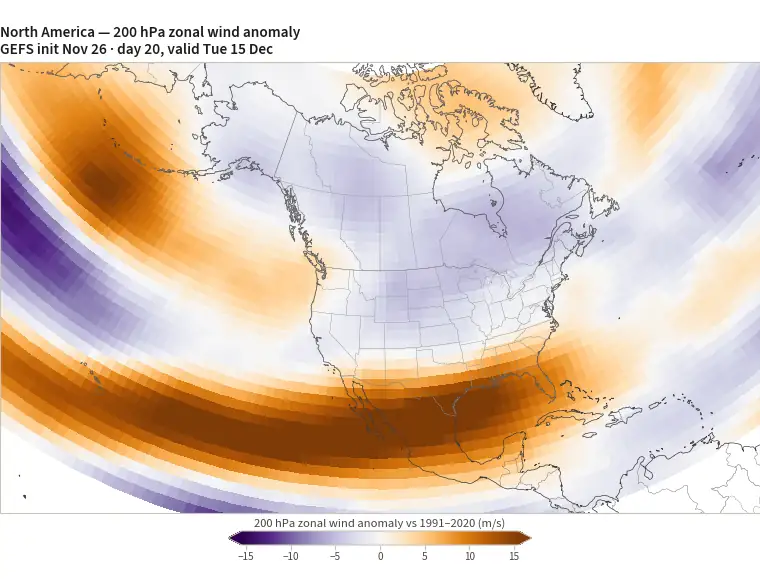 North America — 200 hPa zonal wind anomaly
GEFS init Nov 26 · day 20, valid Tue 15 Dec
200 hPa zonal wind anomaly vs 1991–2020 (m/s)
−15 −10 −5 0 5 10 15